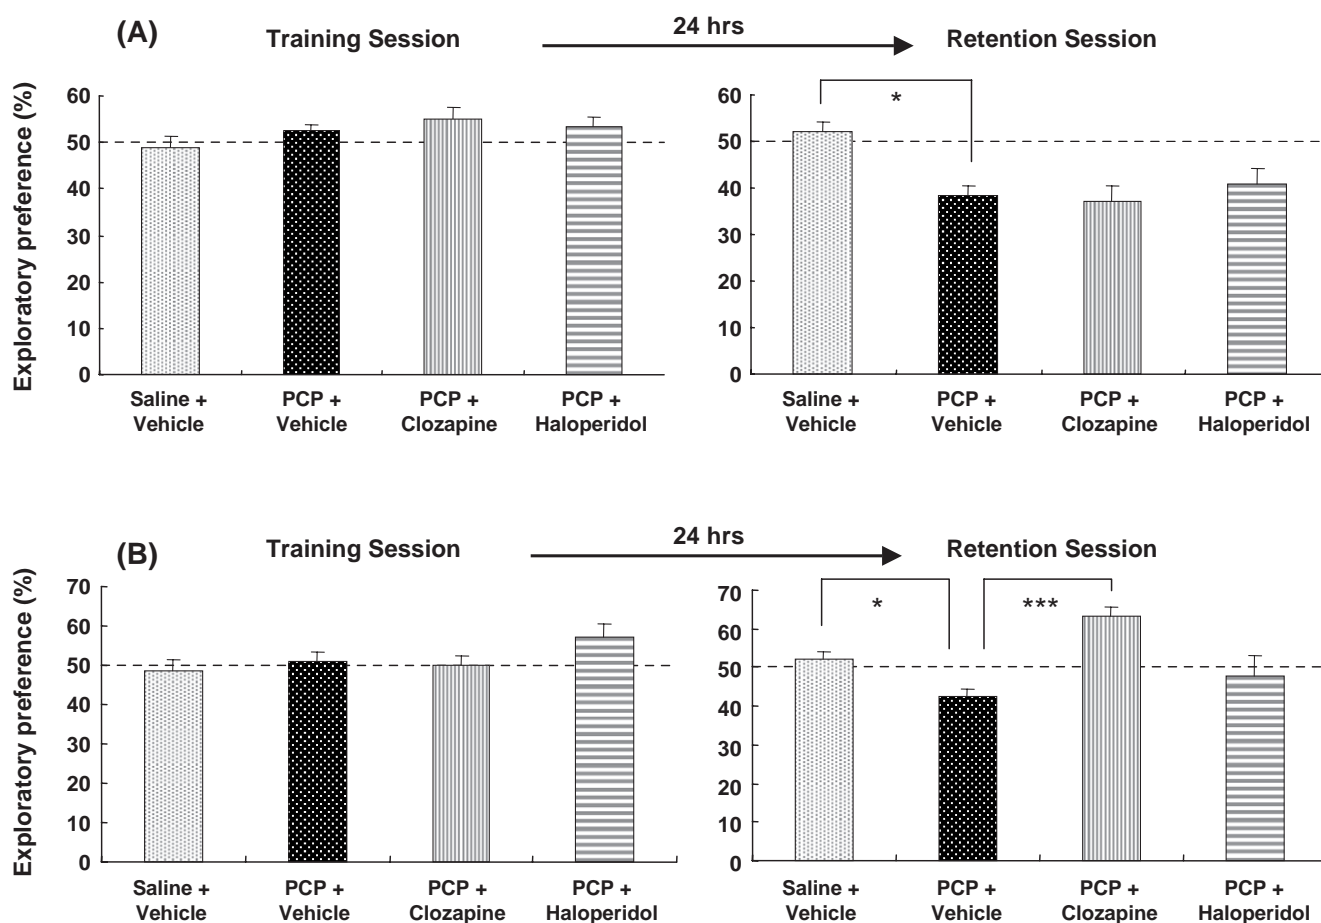 (A)
Training Session
24 hrs
Retention Session
Exploratory preference (%)
60
50
40
30
20
10
0
Saline +
Vehicle
PCP +
Vehicle
PCP +
Clozapine
PCP +
Haloperidol
60
50
40
30
20
10
0
*
Saline +
Vehicle
PCP +
Vehicle
PCP +
Clozapine
PCP +
Haloperidol
(B)
Training Session
24 hrs
Retention Session
Exploratory preference (%)
70
60
50
40
30
20
10
0
Saline +
Vehicle
PCP +
Vehicle
PCP +
Clozapine
PCP +
Haloperidol
70
60
50
40
30
20
10
0
*
***
Saline +
Vehicle
PCP +
Vehicle
PCP +
Clozapine
PCP +
Haloperidol